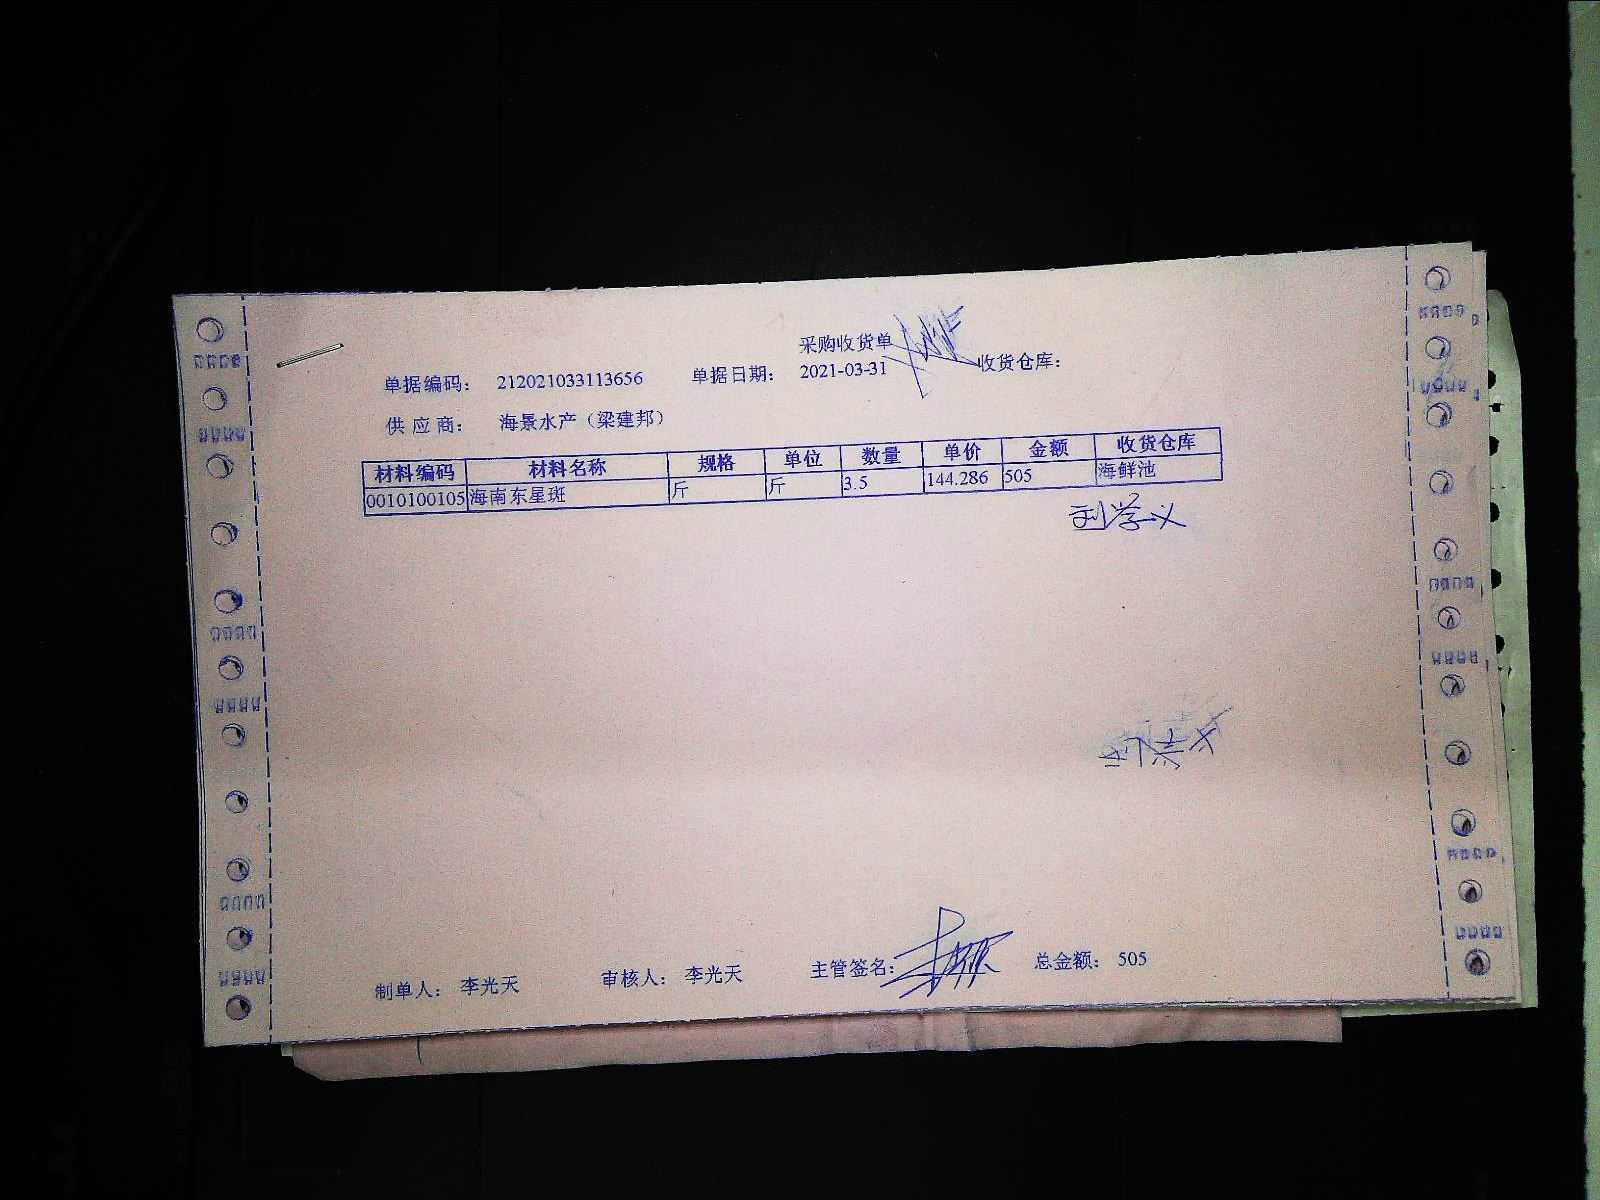 采购收货单
单据编码： 212021033113656 单据日期： 2021-03-31 收货仓库：
供 应 商： 海景水产（梁建邦）
材料编码 材料名称 规格 单位 数量 单价 金额 收货仓库
0010100105 海南东星斑 斤 斤 3.5 144.286 505 海鲜池
刘学义
制单人： 李光天 审核人： 李光天 主管签名： 总金额： 505